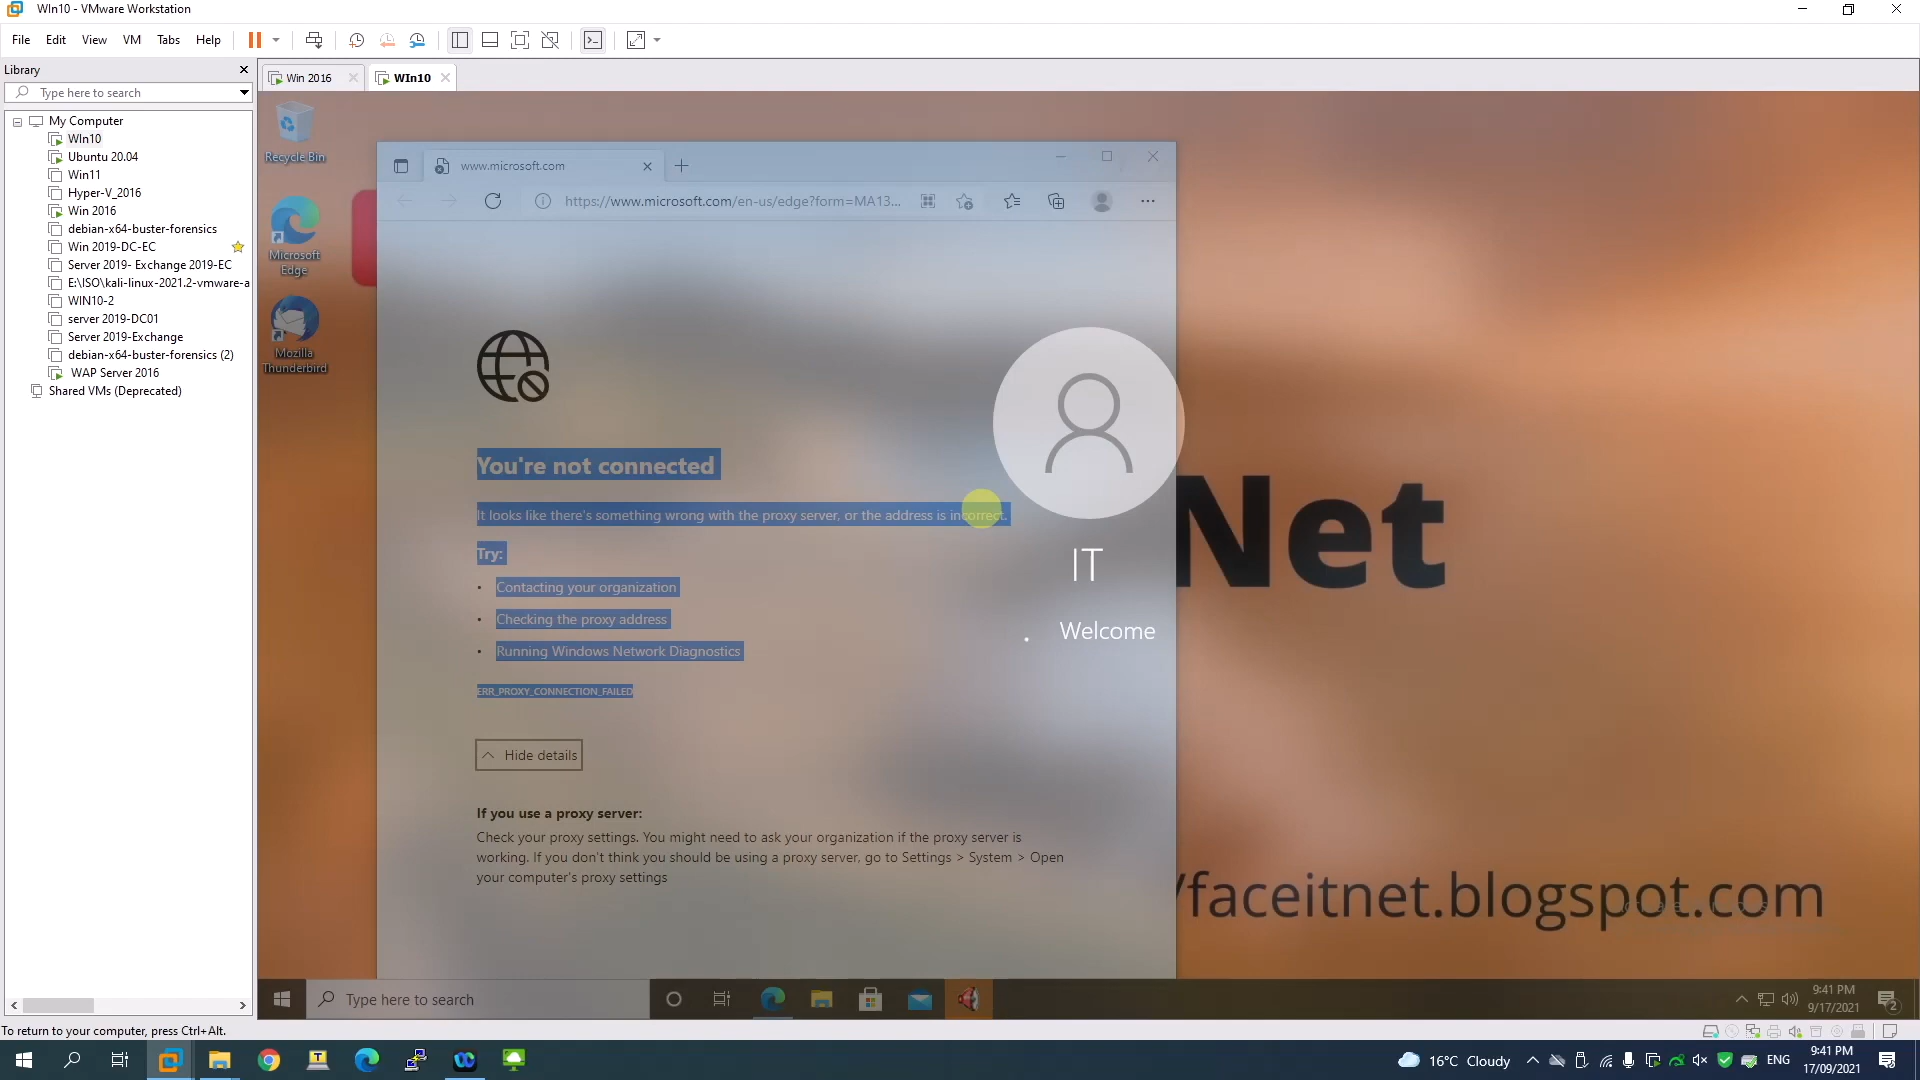 WIn10 - VMware Workstation
File Edit View VM Tabs Help
Library
Type here to search
My Computer
WIn10
Ubuntu 20.04
Win11
Hyper-V_2016
Win 2016
debian-x64-buster-forensics
Win 2019-DC-EC
Server 2019- Exchange 2019-EC
E:\ISO\kali-linux-2021.2-vmware-a
WIN10-2
server 2019-DC01
Server 2019-Exchange
debian-x64-buster-forensics (2)
WAP Server 2016
Shared VMs (Deprecated)
Win 2016
WIn10
Recycle Bin
Microsoft
Edge
Mozilla
Thunderbird
www.microsoft.com
https://www.microsoft.com/en-us/edge?form=MA13...
You're not connected
It looks like there's something wrong with the proxy server, or the address is incorrect.
Try:
• Contacting your organization
• Checking the proxy address
• Running Windows Network Diagnostics
ERR_PROXY_CONNECTION_FAILED
Hide details
If you use a proxy server:
Check your proxy settings. You might need to ask your organization if the proxy server is
working. If you don't think you should be using a proxy server, go to Settings > System > Open
your computer's proxy settings
IT
Welcome
Net
/faceitnet.blogspot.com
Type here to search
9:41 PM
9/17/2021
2
To return to your computer, press Ctrl+Alt.
16°C Cloudy
ENG
9:41 PM
17/09/2021